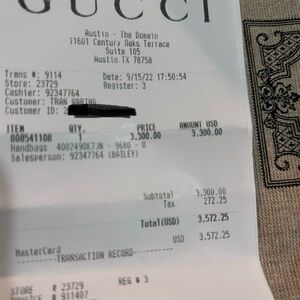 GUCCI
Austin - The Domain
11601 Century Oaks Terrace
Suite 105
Austin TX 78758
Trans #: 9114 Date: 9/15/22 17:50:54
Store: 23729 Register: 3
Cashier: 92347764
Customer: TRAN
Customer ID: 2
ITEM QTY. PRICE AMOUNT USD
1 3,300.00 3,300.00
Handbags - 9680 - U
Salesperson: 92347764 (BAILEY)
Subtotal 3,300.00
Tax 272.25
Total(USD) 3,572.25
USD 3,572.25
MasterCard
TRANSACTION RECORD
STORE # 23729 REG # 3